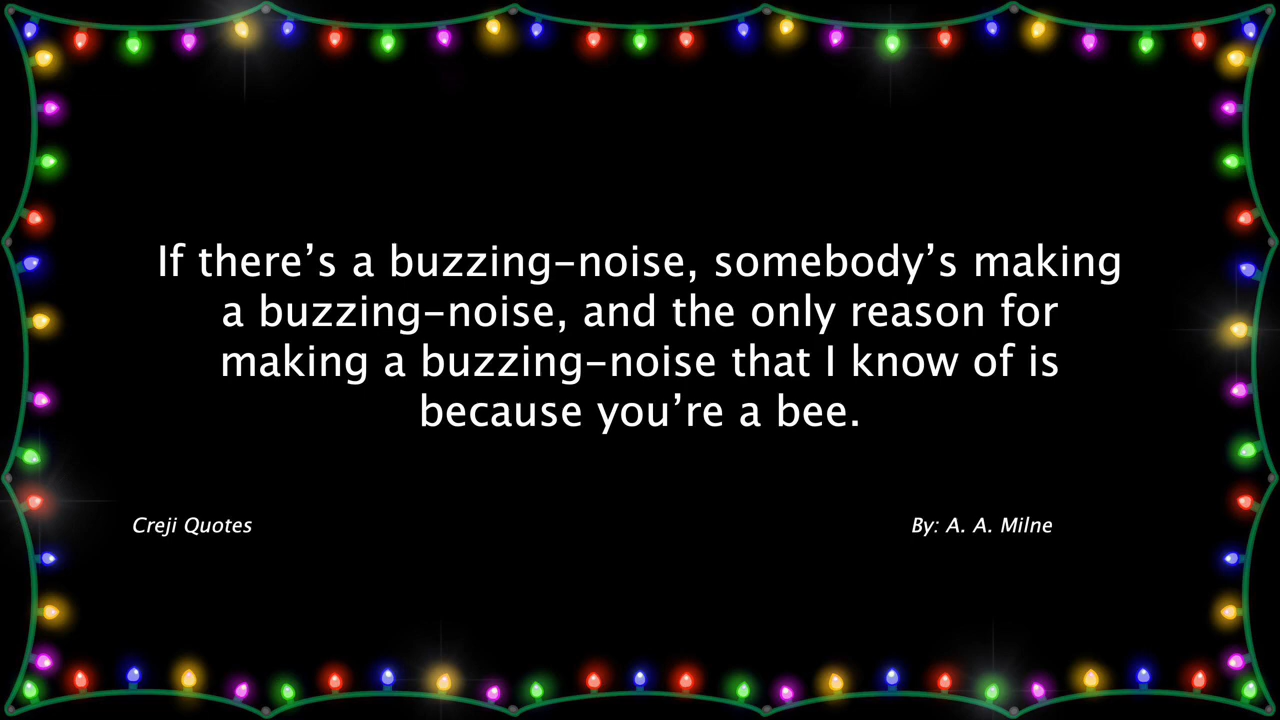 If there’s a buzzing-noise, somebody’s making
a buzzing-noise, and the only reason for
making a buzzing-noise that I know of is
because you’re a bee.
Creji Quotes
By: A. A. Milne